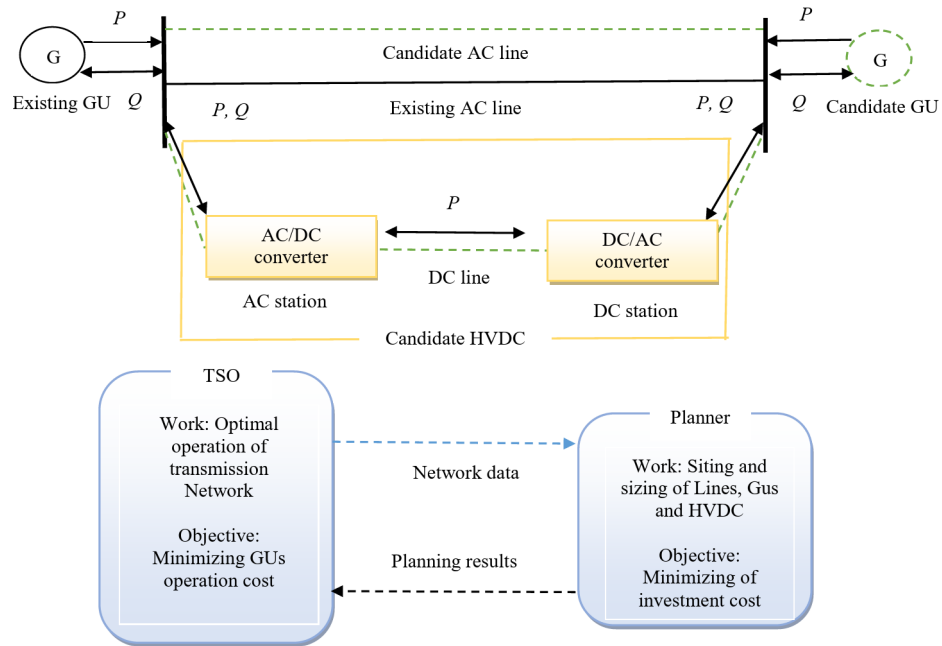 P
P
G
G
Candidate AC line
Existing GU
Q
P, Q
Existing AC line
P, Q
Q
Candidate GU
P
AC/DC
converter
DC/AC
converter
DC line
AC station
DC station
Candidate HVDC
TSO
Work: Optimal
operation of
transmission
Network
Objective:
Minimizing GUs
operation cost
Network data
Planning results
Planner
Work: Siting and
sizing of Lines, Gus
and HVDC
Objective:
Minimizing of
investment cost